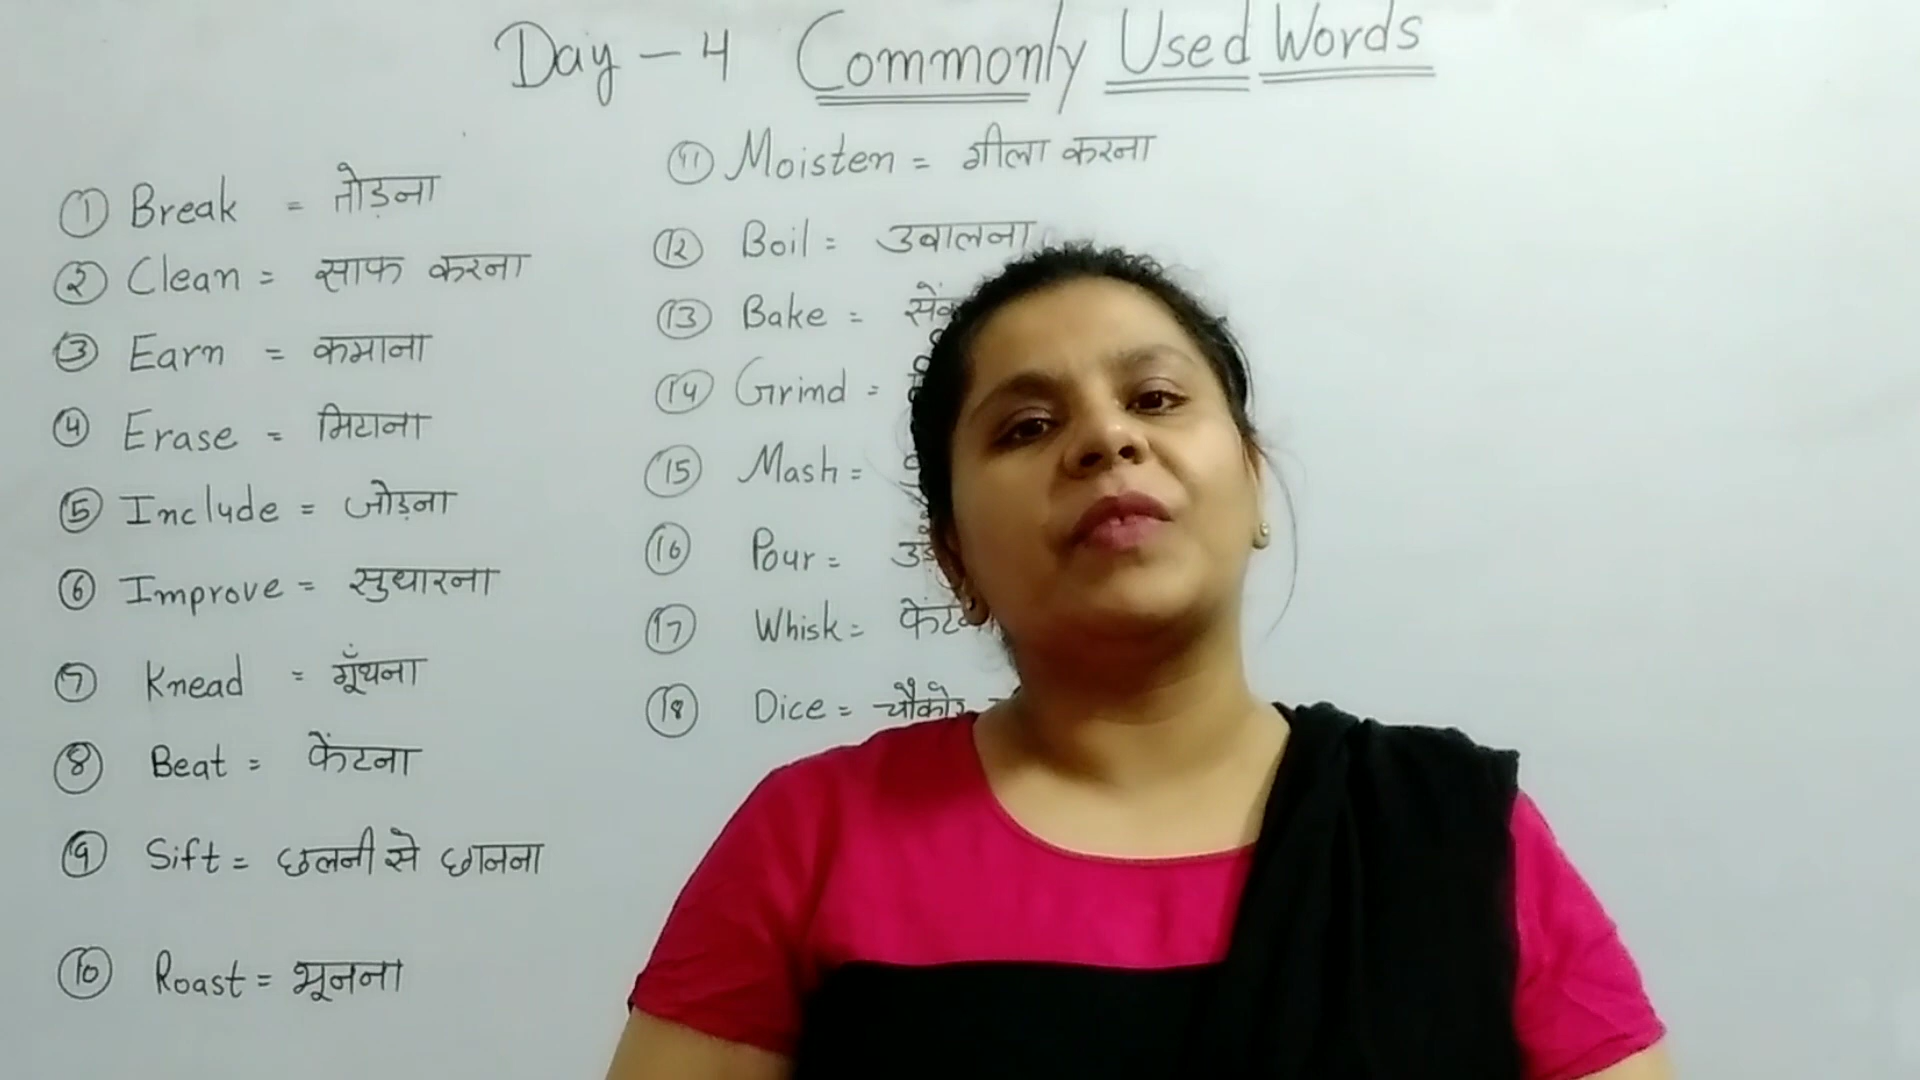 Day - 4 Commonly Used Words
① Break = तोड़ना
② Clean = साफ करना
③ Earn = कमाना
④ Erase = मिटाना
⑤ Include = जोड़ना
⑥ Improve = सुधारना
⑦ Knead = गूँथना
⑧ Beat = फेंटना
⑨ Sift = छलनी से छानना
⑩ Roast = भूनना
⑪ Moisten = गीला करना
⑫ Boil = उबालना
⑬ Bake =
⑭ Grind =
⑮ Mash =
⑯ Pour =
⑰ Whisk =
⑱ Dice = चौकोर